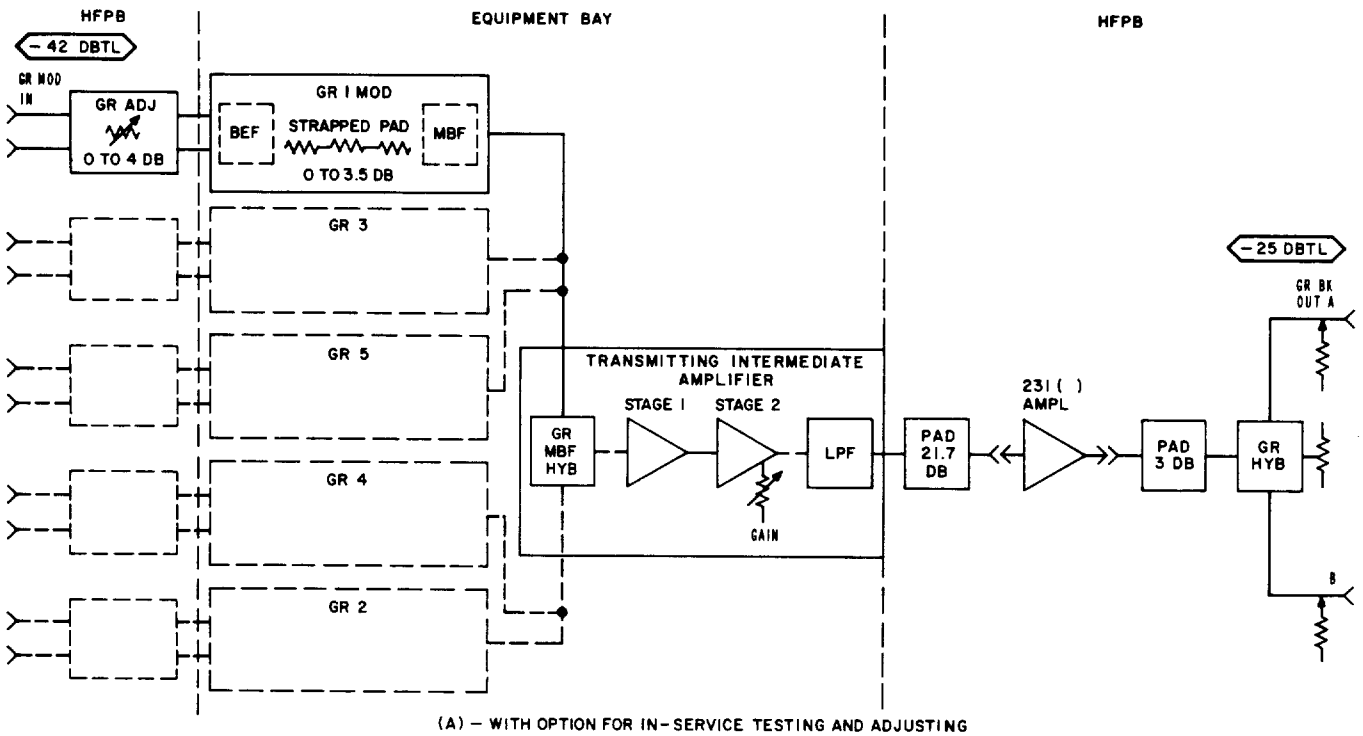 HFPB
EQUIPMENT BAY
HFPB
- 42 DBTL
GR MOD
IN
GR ADJ
0 TO 4 DB
GR 1 MOD
BEF
STRAPPED PAD
MBF
0 TO 3.5 DB
GR 3
GR 5
GR 4
GR 2
TRANSMITTING INTERMEDIATE
AMPLIFIER
GR
MBF
HYB
STAGE 1
STAGE 2
GAIN
LPF
PAD
21.7
DB
231 ( )
AMPL
PAD
3 DB
GR
HYB
-25 DBTL
GR BK
OUT A
B
(A) - WITH OPTION FOR IN-SERVICE TESTING AND ADJUSTING